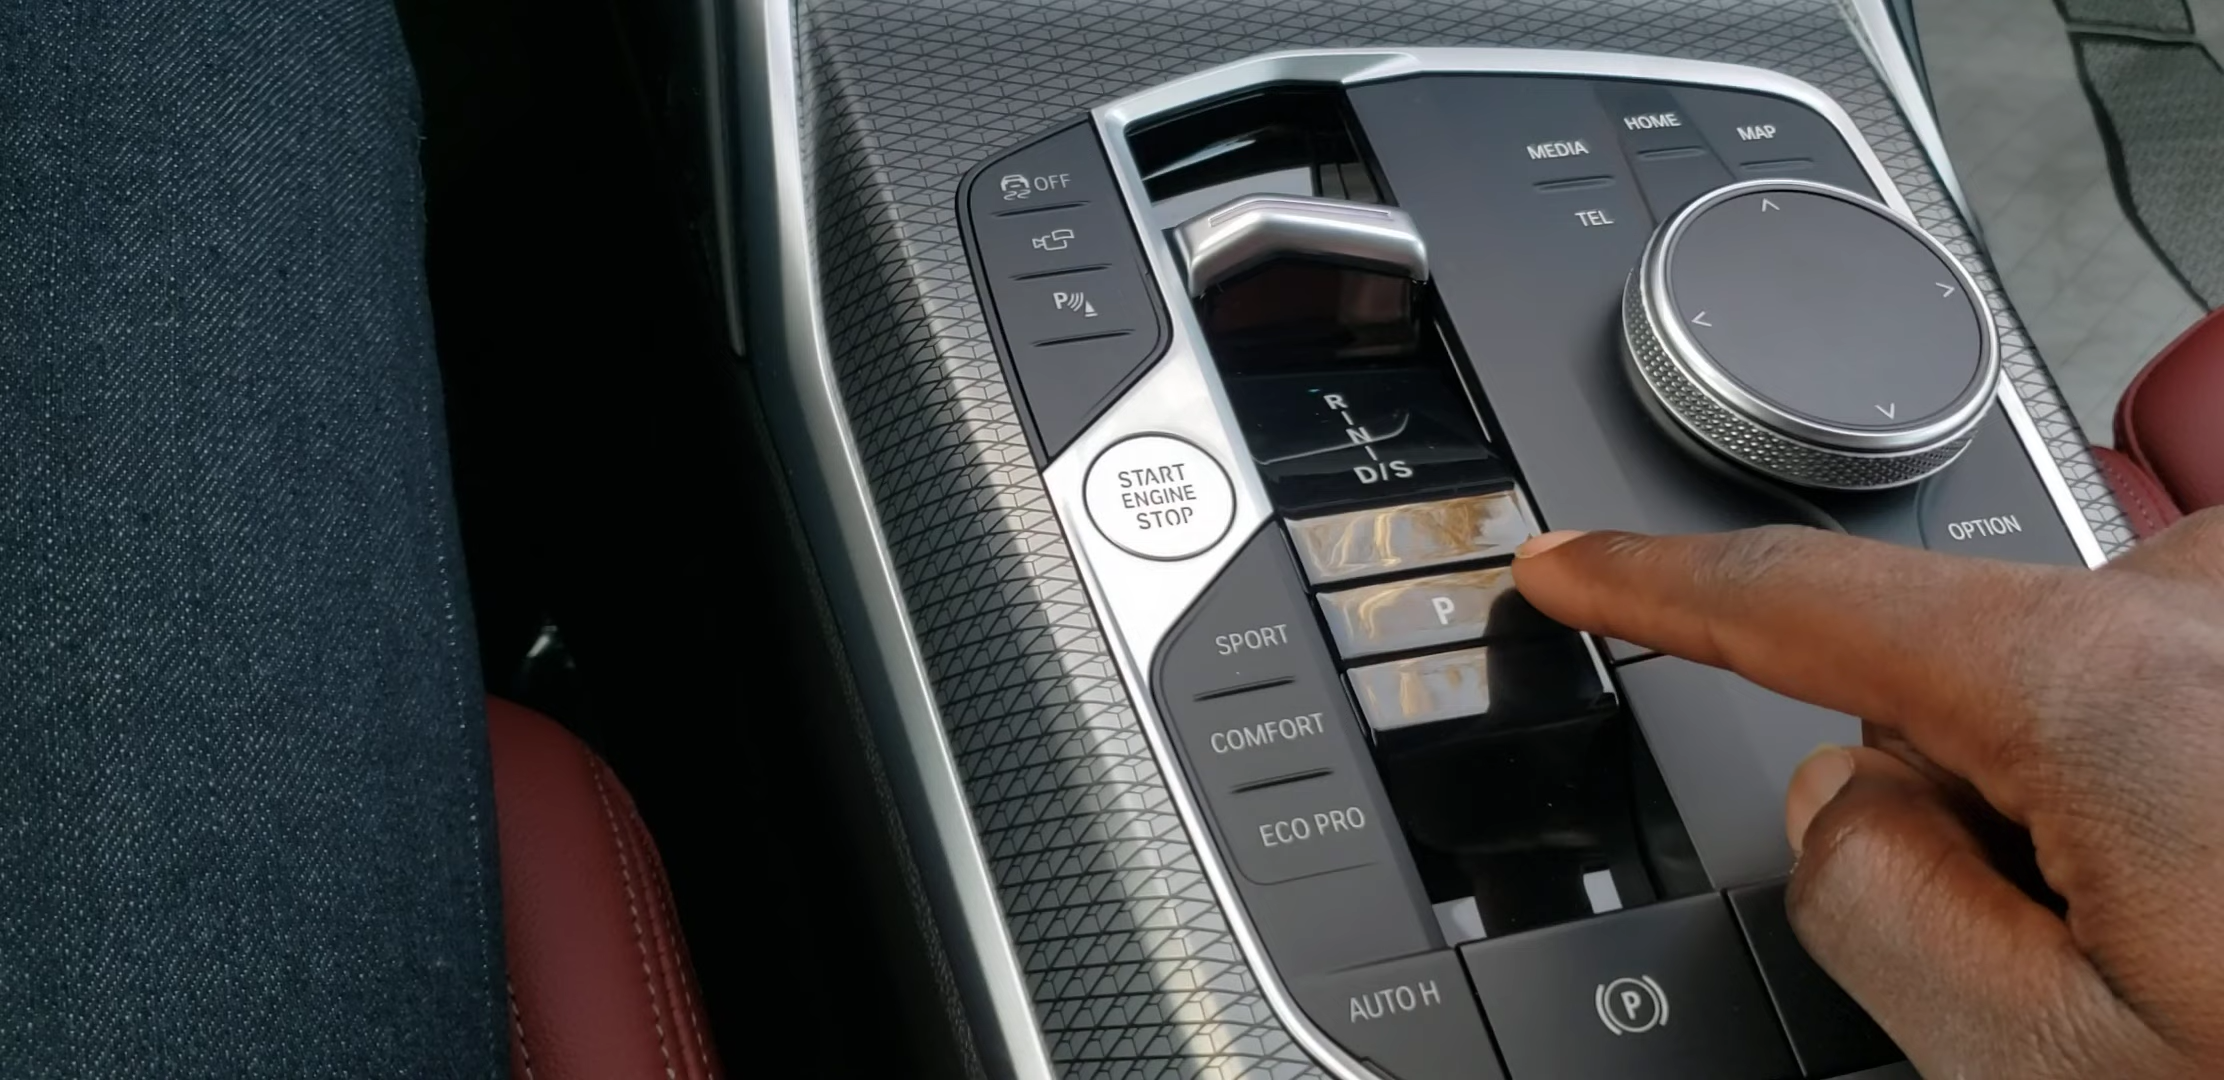 OFF
P
START
ENGINE
STOP
SPORT
COMFORT
ECO PRO
AUTO H
R
N
D/S
P
P
MEDIA
HOME
MAP
TEL
OPTION